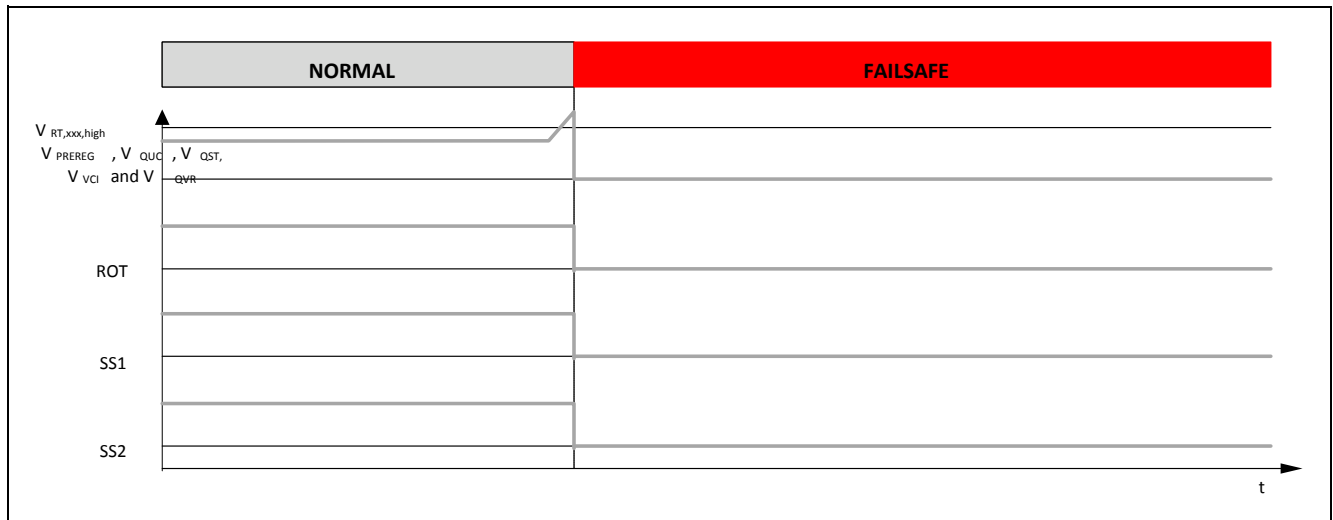 NORMAL FAILSAFE
V RT,xxx,high
V PREREG , V QUC , V QST,
V VCI and V QVR
ROT
SS1
SS2
t